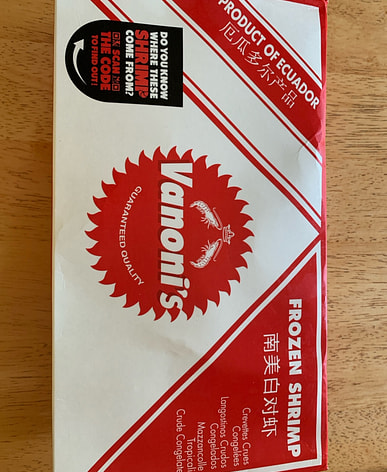 DO YOU KNOW
WHERE THESE
SHRIMP
COME FROM?
SCAN
THE CODE
TO FIND OUT!
PRODUCT OF ECUADOR
厄瓜多尔产品
Vanoni's
GUARANTEED QUALITY
FROZEN SHRIMP
南美白对虾
Crevettes Crues
Congelées
Langostinos Crudos
Congelados
Mazzancolle
Tropicali
Crude Congelate